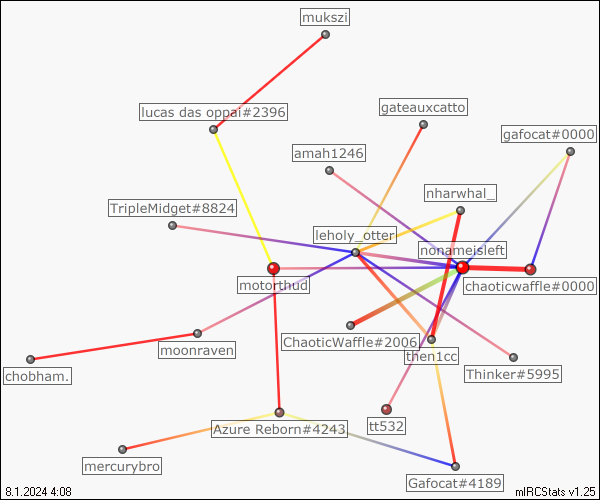 mukszi
lucas das oppai#2396
gateauxcatto
gafocat#0000
amah1246
nharwhal_
TripleMidget#8824
leholy_otter
nonameisleft
motorthud
chaoticwaffle#0000
ChaoticWaffle#2006
moonraven
then1cc
chobham.
Thinker#5995
Azure Reborn#4243
tt532
mercurybro
Gafocat#4189
8.1.2024 4:08
mIRCStats v1.25